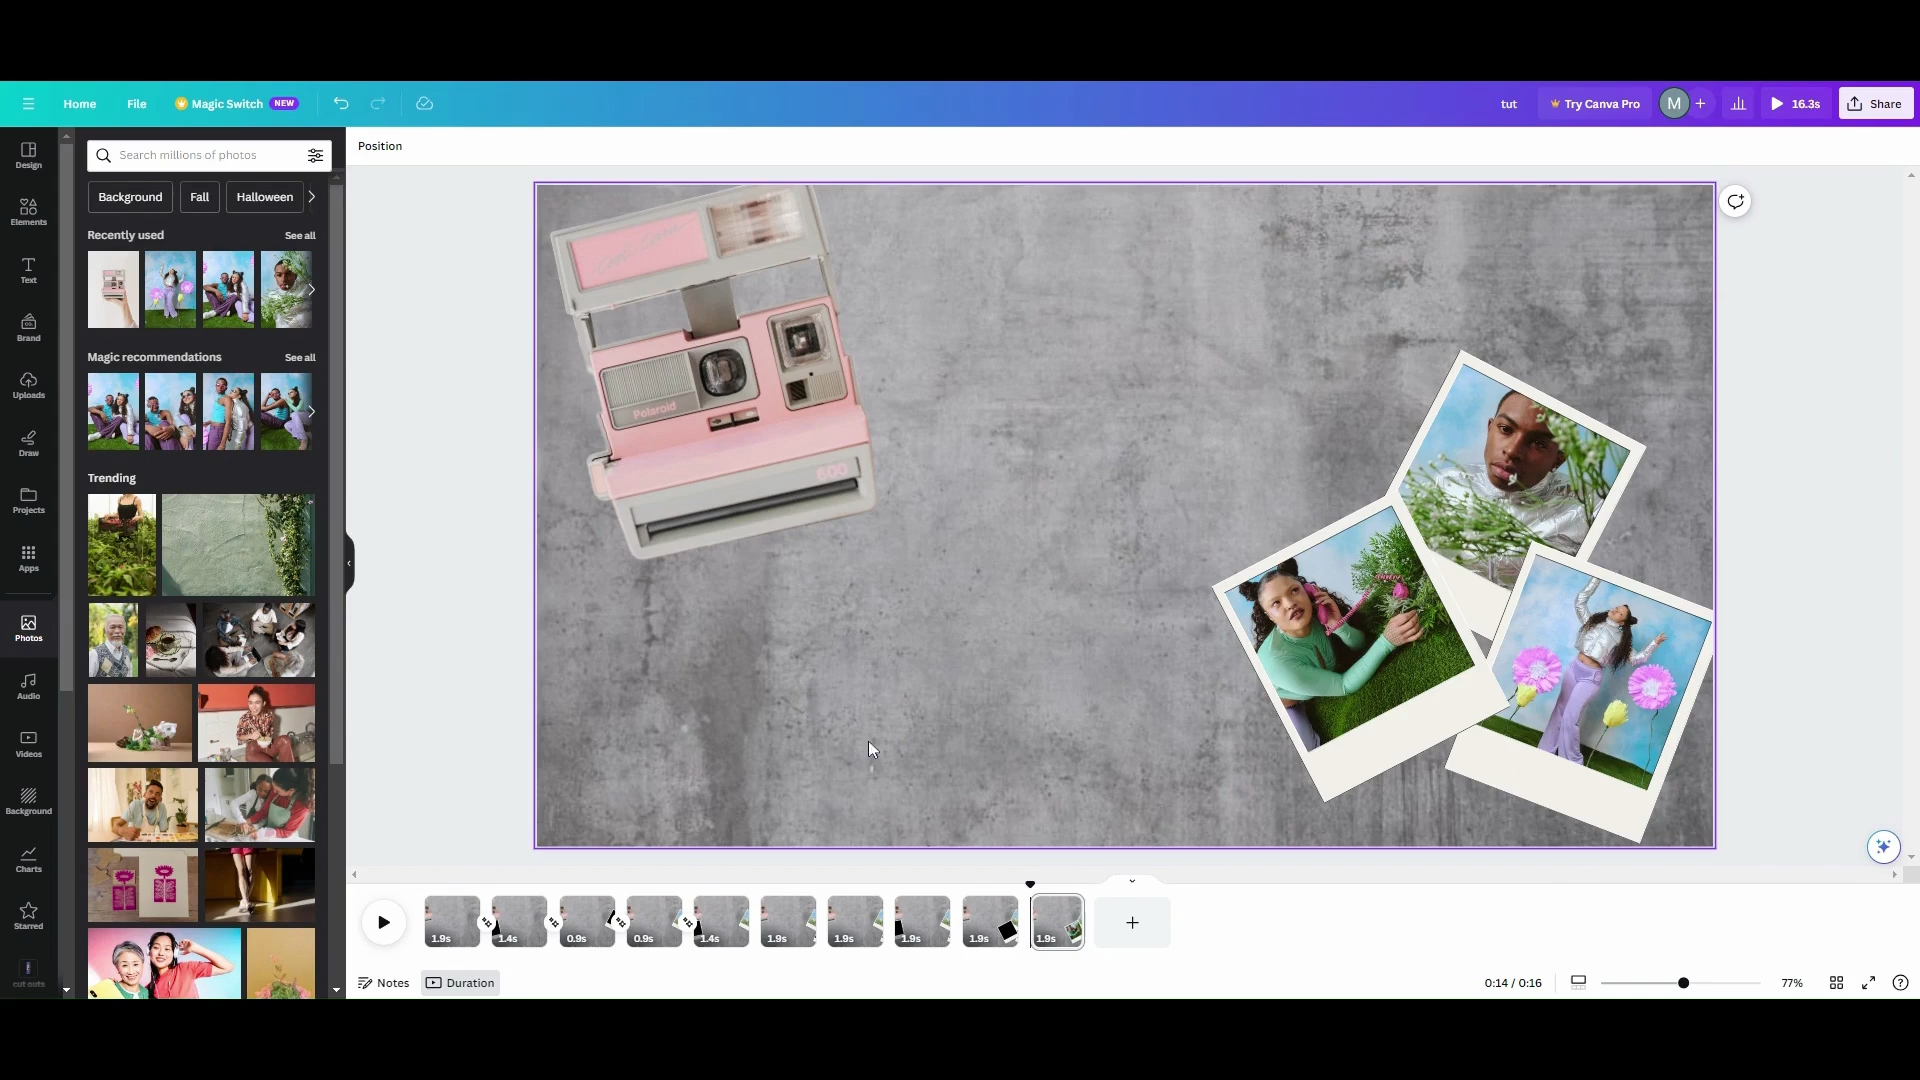 Home
File
Magic Switch
NEW
tut
Try Canva Pro
M
16.3s
Share
Design
Elements
Text
Brand
Uploads
Draw
Projects
Apps
Photos
Audio
Videos
Background
Charts
Starred
cut outs
Search millions of photos
Background
Fall
Halloween
Recently used
See all
Magic recommendations
See all
Trending
Position
Polaroid
600
1.9s
1.4s
0.9s
0.9s
1.4s
1.9s
1.9s
1.9s
1.9s
1.9s
Notes
Duration
0:14 / 0:16
77%